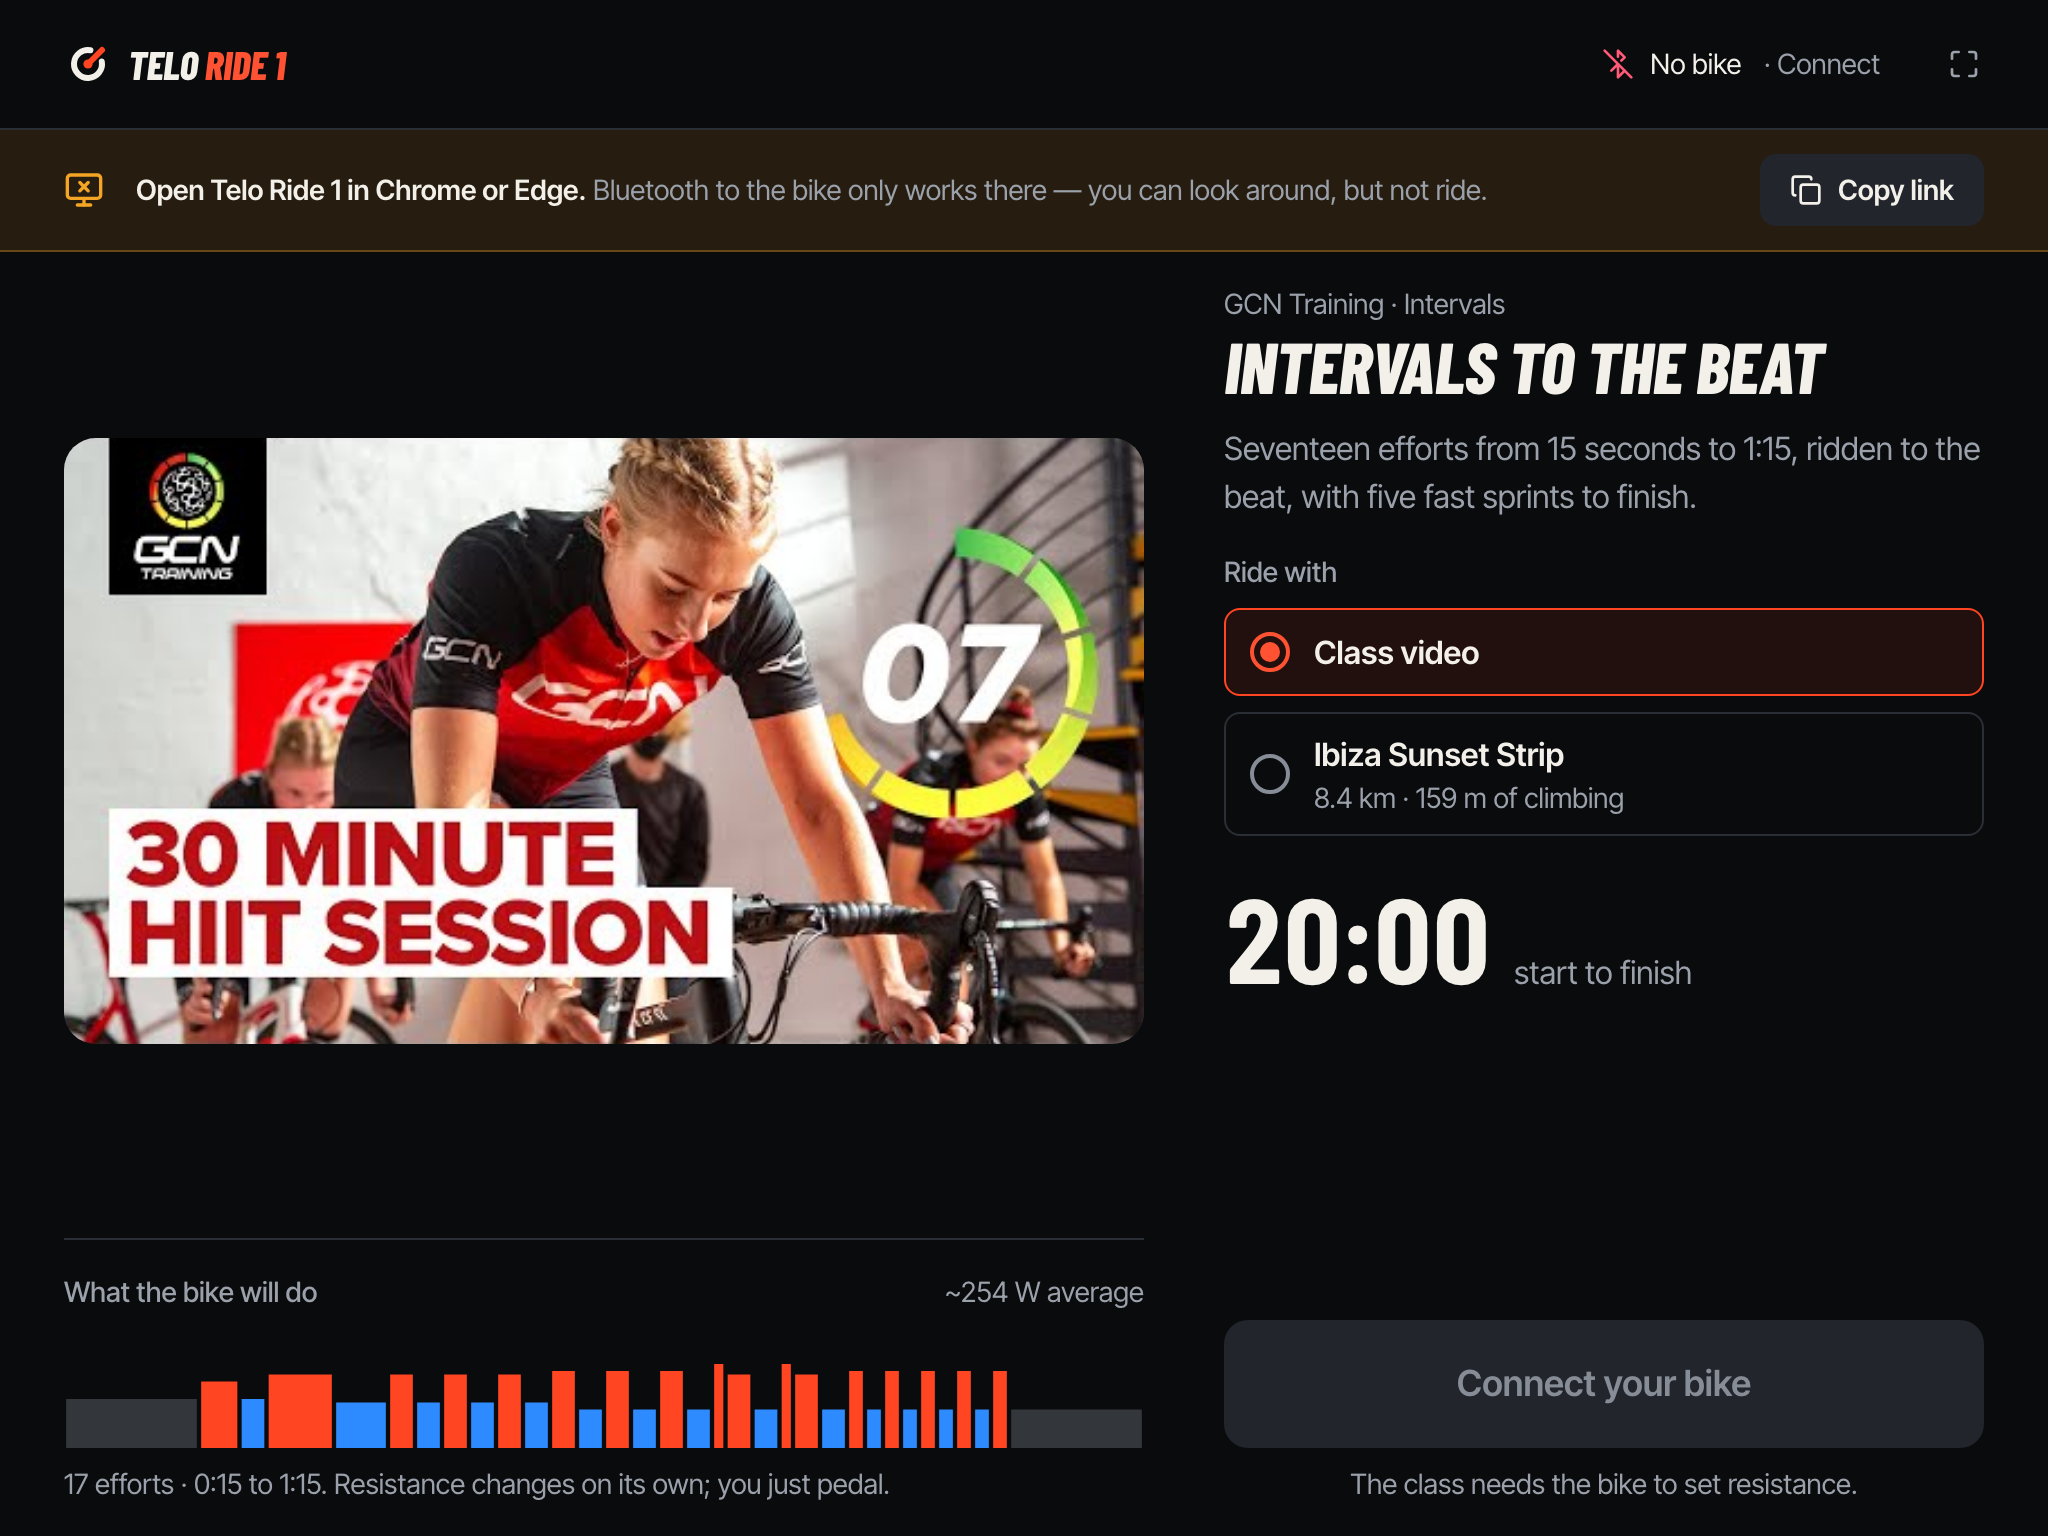 TELO RIDE 1
No bike · Connect
Open Telo Ride 1 in Chrome or Edge. Bluetooth to the bike only works there — you can look around, but not ride.
Copy link
GCN Training · Intervals
INTERVALS TO THE BEAT
Seventeen efforts from 15 seconds to 1:15, ridden to the
beat, with five fast sprints to finish.
Ride with
Class video
Ibiza Sunset Strip
8.4 km · 159 m of climbing
20:00 start to finish
GCN
TRAINING
GCN
GCN
07
30 MINUTE
HIIT SESSION
What the bike will do
~254 W average
17 efforts · 0:15 to 1:15. Resistance changes on its own; you just pedal.
Connect your bike
The class needs the bike to set resistance.